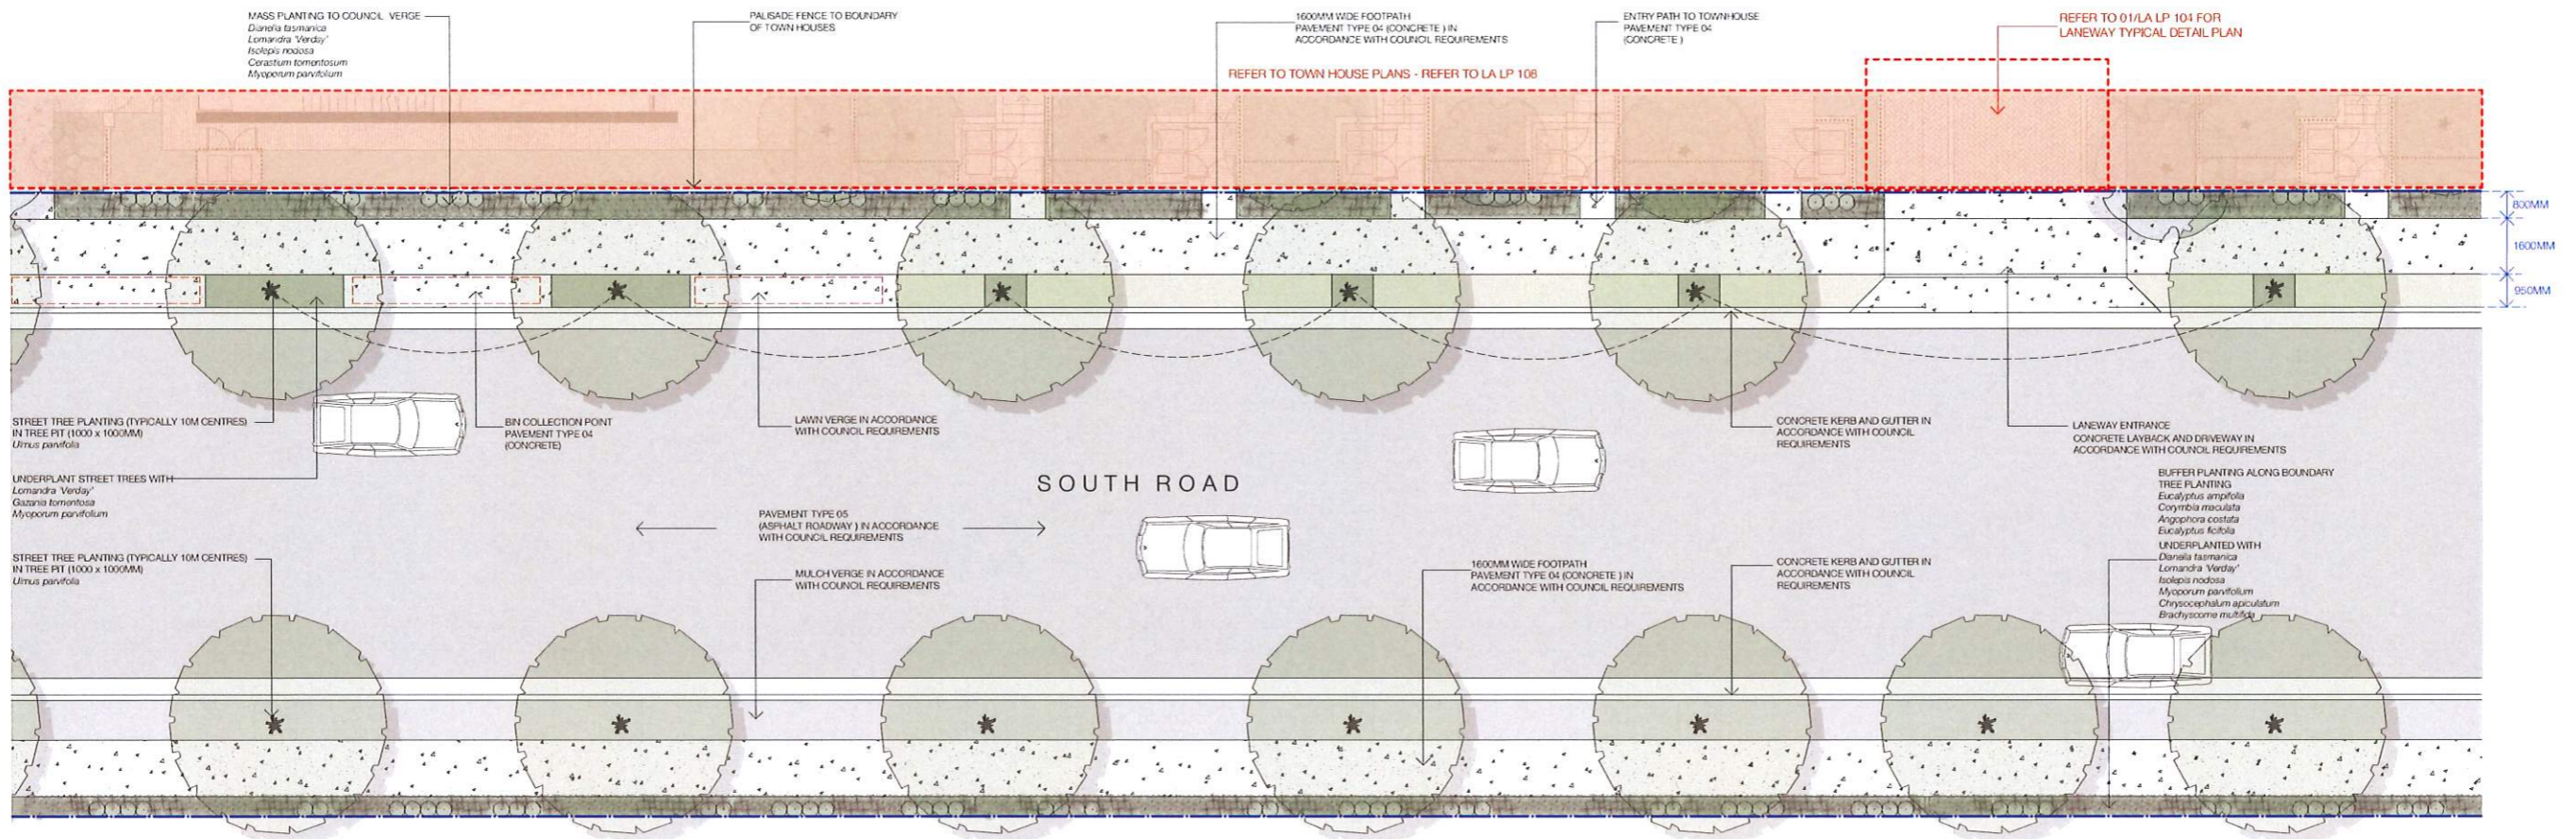 MASS PLANTING TO COUNCIL VERGE
Dianella tasmanica
Lomandra 'Verday'
Isolepis nodosa
Cerastium tomentosum
Myoporum parvifolium
PALISADE FENCE TO BOUNDARY
OF TOWN HOUSES
1600MM WIDE FOOTPATH
PAVEMENT TYPE 04 (CONCRETE ) IN
ACCORDANCE WITH COUNCIL REQUIREMENTS
ENTRY PATH TO TOWNHOUSE
PAVEMENT TYPE 04
(CONCRETE )
REFER TO 01/LA LP 104 FOR
LANEWAY TYPICAL DETAIL PLAN
REFER TO TOWN HOUSE PLANS - REFER TO LA LP 108
800MM
1600MM
950MM
STREET TREE PLANTING (TYPICALLY 10M CENTRES)
IN TREE PIT (1000 x 1000MM)
Ulmus parvifolia
BIN COLLECTION POINT
PAVEMENT TYPE 04
(CONCRETE)
LAWN VERGE IN ACCORDANCE
WITH COUNCIL REQUIREMENTS
CONCRETE KERB AND GUTTER IN
ACCORDANCE WITH COUNCIL
REQUIREMENTS
LANEWAY ENTRANCE
CONCRETE LAYBACK AND DRIVEWAY IN
ACCORDANCE WITH COUNCIL REQUIREMENTS
UNDERPLANT STREET TREES WITH
Lomandra 'Verday'
Gazania tomentosa
Myoporum parvifolium
SOUTH ROAD
BUFFER PLANTING ALONG BOUNDARY
TREE PLANTING
Eucalyptus ampifolia
Corymbia maculata
Angophora costata
Eucalyptus ficifolia
UNDERPLANTED WITH
Dianella tasmanica
Lomandra 'Verday'
Isolepis nodosa
Myoporum parvifolium
Chrysocephalum apiculatum
Brachyscome multifida
PAVEMENT TYPE 05
(ASPHALT ROADWAY ) IN ACCORDANCE
WITH COUNCIL REQUIREMENTS
STREET TREE PLANTING (TYPICALLY 10M CENTRES)
IN TREE PIT (1000 x 1000MM)
Ulmus parvifolia
MULCH VERGE IN ACCORDANCE
WITH COUNCIL REQUIREMENTS
1600MM WIDE FOOTPATH
PAVEMENT TYPE 04 (CONCRETE ) IN
ACCORDANCE WITH COUNCIL REQUIREMENTS
CONCRETE KERB AND GUTTER IN
ACCORDANCE WITH COUNCIL
REQUIREMENTS